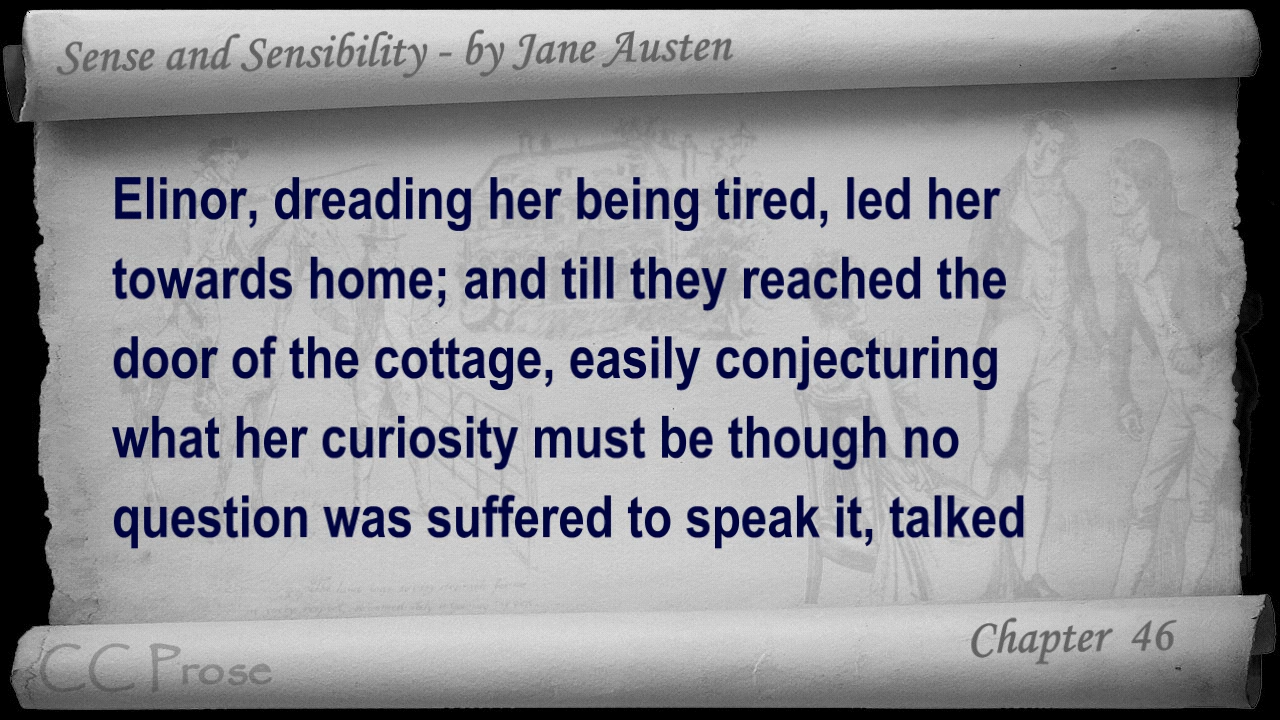 Sense and Sensibility - by Jane Austen
Elinor, dreading her being tired, led her
towards home; and till they reached the
door of the cottage, easily conjecturing
what her curiosity must be though no
question was suffered to speak it, talked
Chapter 46
CC Prose